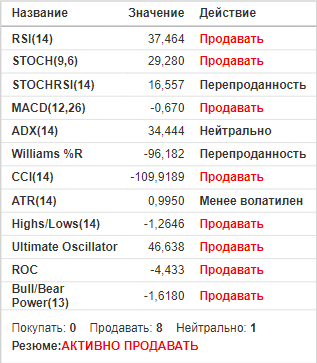 Название Значение Действие
RSI(14) 37,464 Продавать
STOCH(9,6) 29,280 Продавать
STOCHRSI(14) 16,557 Перепроданность
MACD(12,26) -0,670 Продавать
ADX(14) 34,444 Нейтрально
Williams %R -96,182 Перепроданность
CCI(14) -109,9189 Продавать
ATR(14) 0,9950 Менее волатилен
Highs/Lows(14) -1,2646 Продавать
Ultimate Oscillator 46,638 Продавать
ROC -4,433 Продавать
Bull/Bear
Power(13) -1,6180 Продавать
Покупать: 0 Продавать: 8 Нейтрально: 1
Резюме:АКТИВНО ПРОДАВАТЬ